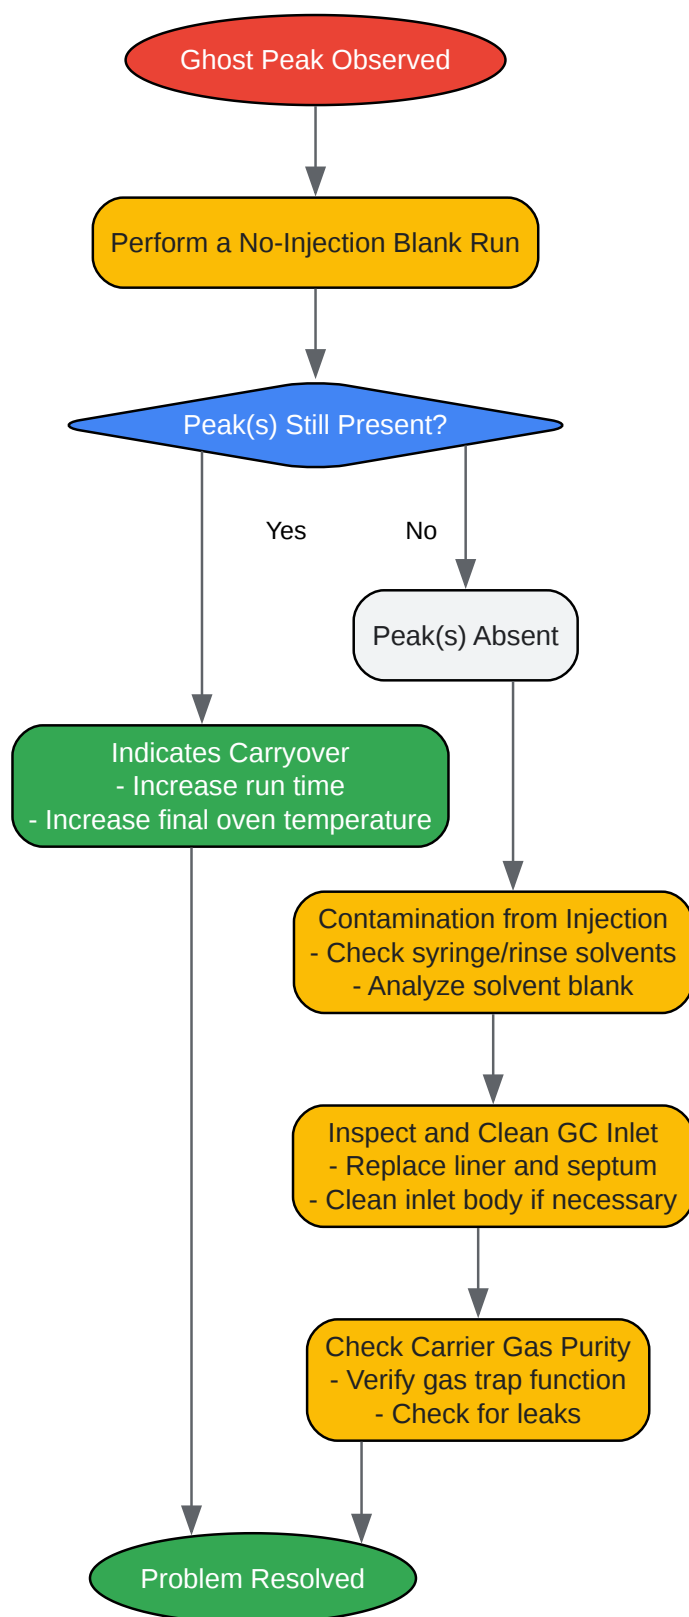 Ghost Peak Observed
Perform a No-Injection Blank Run
Peak(s) Still Present?
Yes
No
Peak(s) Absent
Indicates Carryover
- Increase run time
- Increase final oven temperature
Contamination from Injection
- Check syringe/rinse solvents
- Analyze solvent blank
Inspect and Clean GC Inlet
- Replace liner and septum
- Clean inlet body if necessary
Check Carrier Gas Purity
- Verify gas trap function
- Check for leaks
Problem Resolved